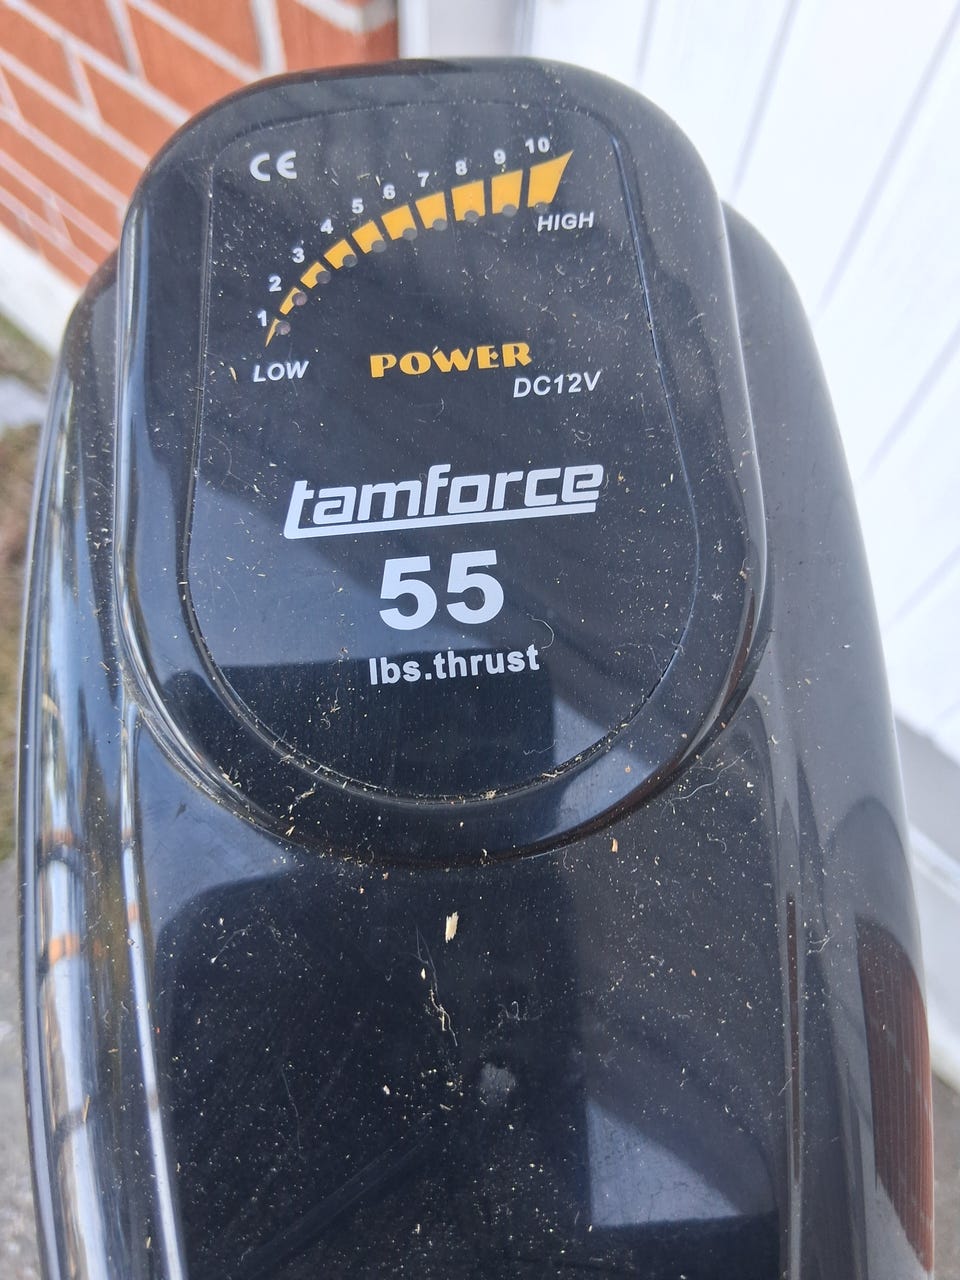 CE
1 2 3 4 5 6 7 8 9 10
LOW
HIGH
POWER
DC12V
tamforce
55
lbs.thrust